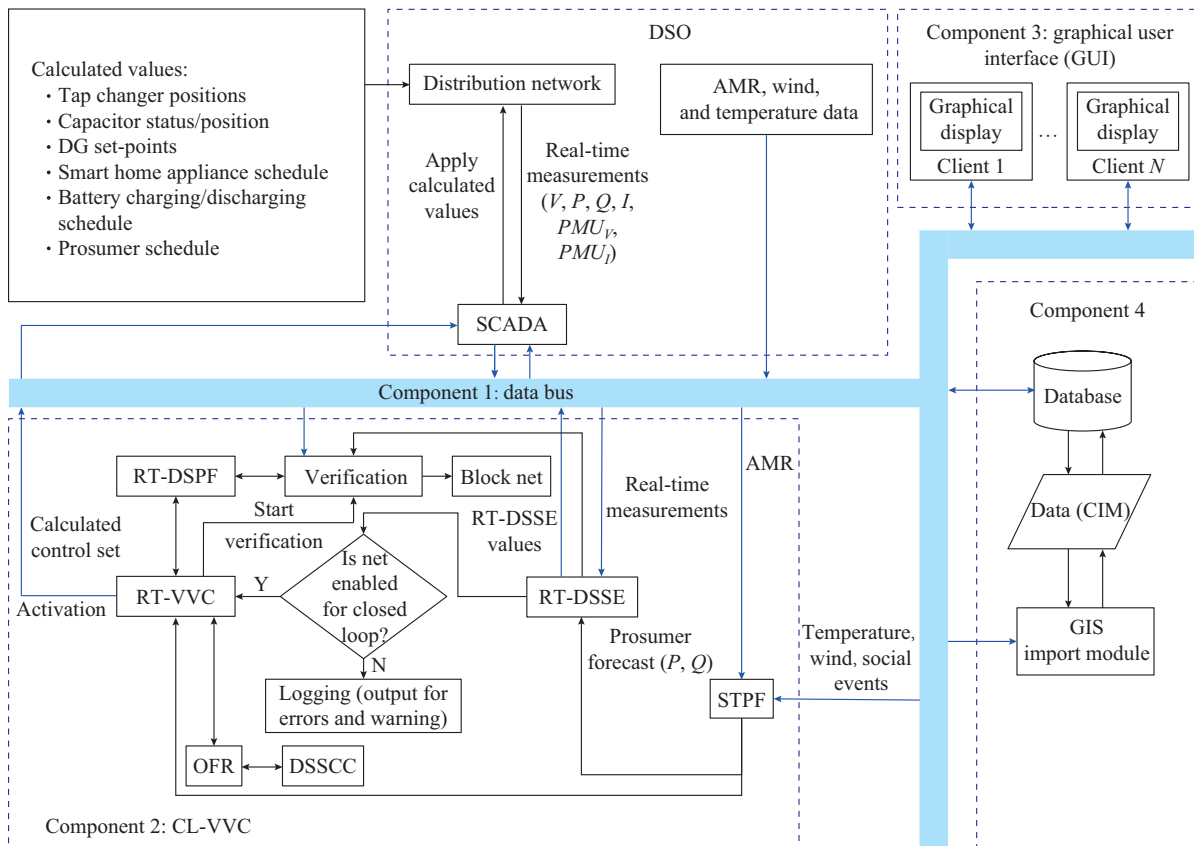 Calculated values:
· Tap changer positions
· Capacitor status/position
· DG set-points
· Smart home appliance schedule
· Battery charging/discharging
schedule
· Prosumer schedule
DSO
Distribution network
AMR, wind,
and temperature data
Apply
calculated
values
Real-time
measurements
(V, P, Q, I,
PMU_V,
PMU_I)
SCADA
Component 3: graphical user
interface (GUI)
Graphical
display
Client 1
...
Graphical
display
Client N
Component 1: data bus
Component 4
Database
Data (CIM)
GIS
import module
RT-DSPF
Verification
Block net
AMR
Calculated
control set
Start
verification
RT-DSSE
values
Real-time
measurements
Is net
enabled
for closed
loop?
Y
N
RT-VVC
Activation
RT-DSSE
Prosumer
forecast (P, Q)
Temperature,
wind, social
events
Logging (output for
errors and warning)
STPF
OFR
DSSCC
Component 2: CL-VVC